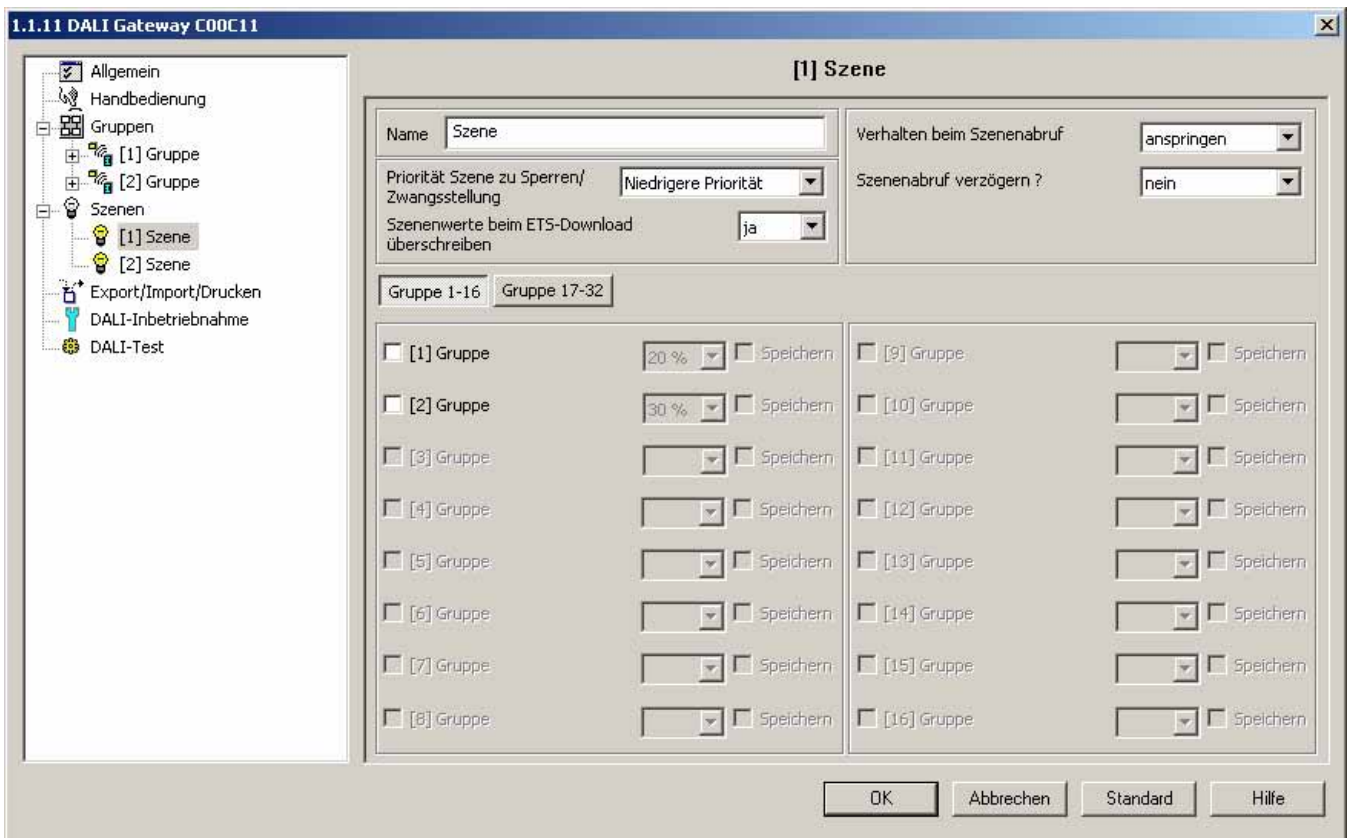 1.1.11 DALI Gateway C00C11
Allgemein
Handbedienung
Gruppen
[1] Gruppe
[2] Gruppe
Szenen
[1] Szene
[2] Szene
Export/Import/Drucken
DALI-Inbetriebnahme
DALI-Test
[1] Szene
Name Szene
Priorität Szene zu Sperren/
Zwangsstellung
Niedrigere Priorität
Szenenwerte beim ETS-Download
überschreiben
ja
Verhalten beim Szenenabruf anspringen
Szenenabruf verzögern ? nein
Gruppe 1-16 Gruppe 17-32
[1] Gruppe 20 % Speichern
[2] Gruppe 30 % Speichern
[3] Gruppe Speichern
[4] Gruppe Speichern
[5] Gruppe Speichern
[6] Gruppe Speichern
[7] Gruppe Speichern
[8] Gruppe Speichern
[9] Gruppe Speichern
[10] Gruppe Speichern
[11] Gruppe Speichern
[12] Gruppe Speichern
[13] Gruppe Speichern
[14] Gruppe Speichern
[15] Gruppe Speichern
[16] Gruppe Speichern
OK Abbrechen Standard Hilfe